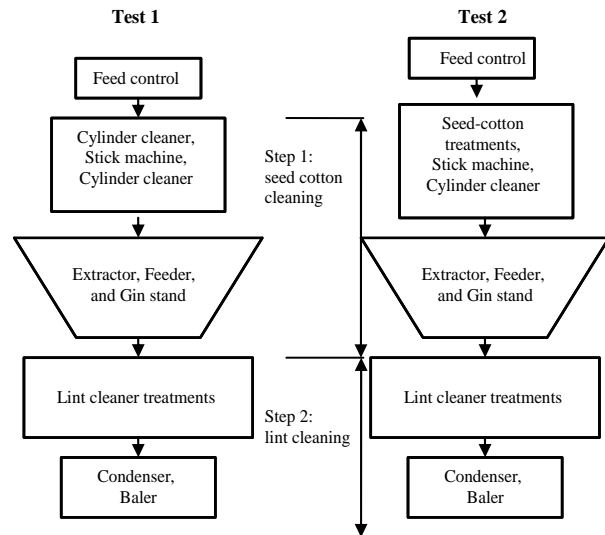 Test 1
Feed control
Cylinder cleaner,
Stick machine,
Cylinder cleaner
Extractor, Feeder,
and Gin stand
Lint cleaner treatments
Condenser,
Baler
Step 1:
seed cotton
cleaning
Step 2:
lint cleaning
Test 2
Feed control
Seed-cotton
treatments,
Stick machine,
Cylinder cleaner
Extractor, Feeder,
and Gin stand
Lint cleaner treatments
Condenser,
Baler